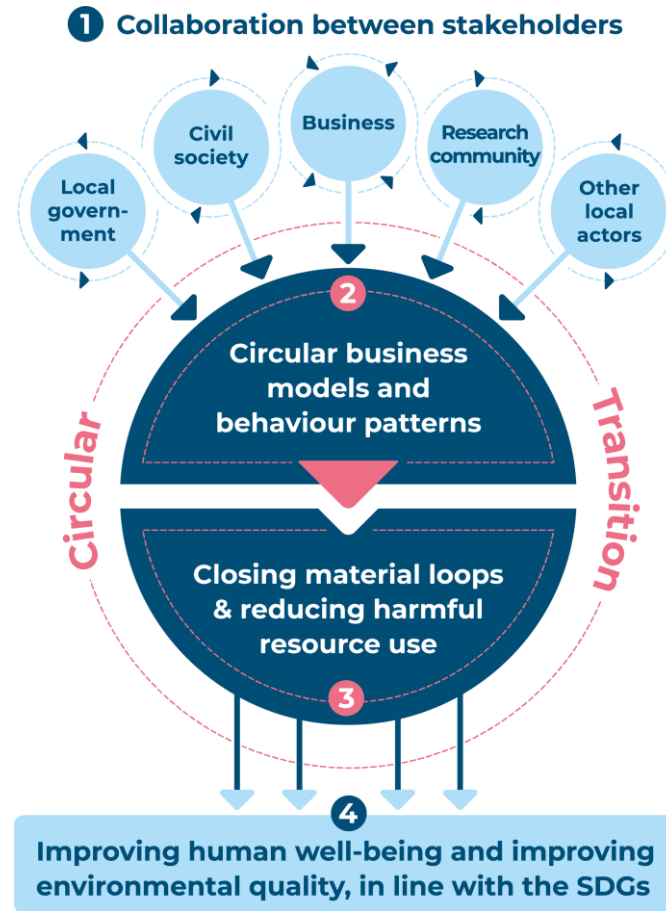 1 Collaboration between stakeholders
Local
govern-
ment
Civil
society
Business
Research
community
Other
local
actors
Circular
Transition
2
Circular business
models and
behaviour patterns
Closing material loops
& reducing harmful
resource use
3
4
Improving human well-being and improving
environmental quality, in line with the SDGs